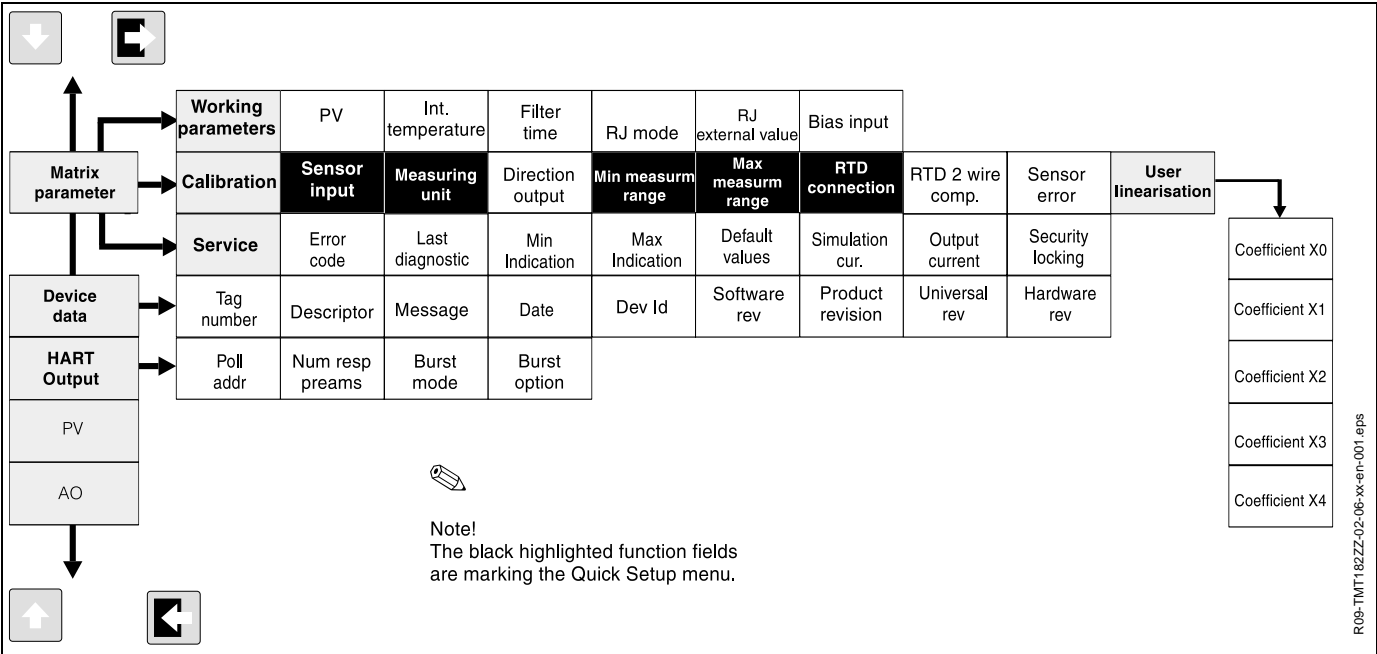 Working
parameters
PV
Int.
temperature
Filter
time
RJ mode
RJ
external value
Bias input
Matrix
parameter
Calibration
Sensor
input
Measuring
unit
Direction
output
Min measurm
range
Max
measurm
range
RTD
connection
RTD 2 wire
comp.
Sensor
error
User
linearisation
Service
Error
code
Last
diagnostic
Min
Indication
Max
Indication
Default
values
Simulation
cur.
Output
current
Security
locking
Coefficient X0
Coefficient X1
Coefficient X2
Coefficient X3
Coefficient X4
Device
data
Tag
number
Descriptor
Message
Date
Dev Id
Software
rev
Product
revision
Universal
rev
Hardware
rev
HART
Output
Poll
addr
Num resp
preams
Burst
mode
Burst
option
PV
AO
Note!
The black highlighted function fields
are marking the Quick Setup menu.
R09-TMT182ZZ-02-06-xx-en-001.eps